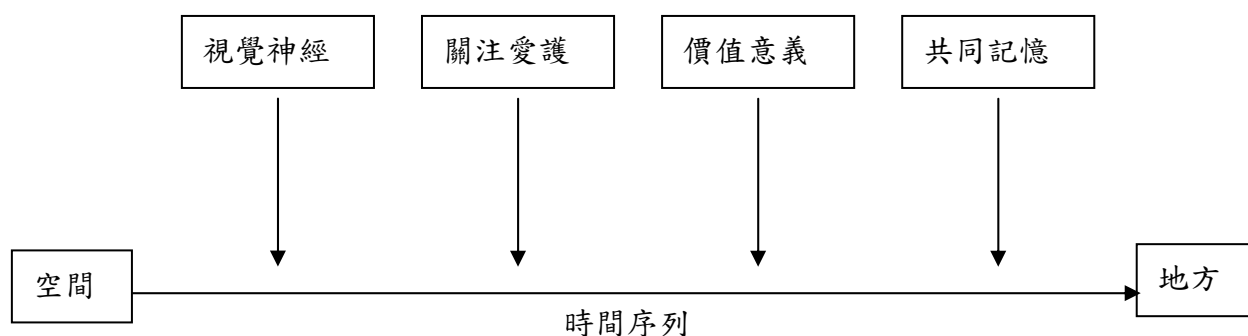 視覺神經
關注愛護
價值意義
共同記憶
空間
地方
時間序列